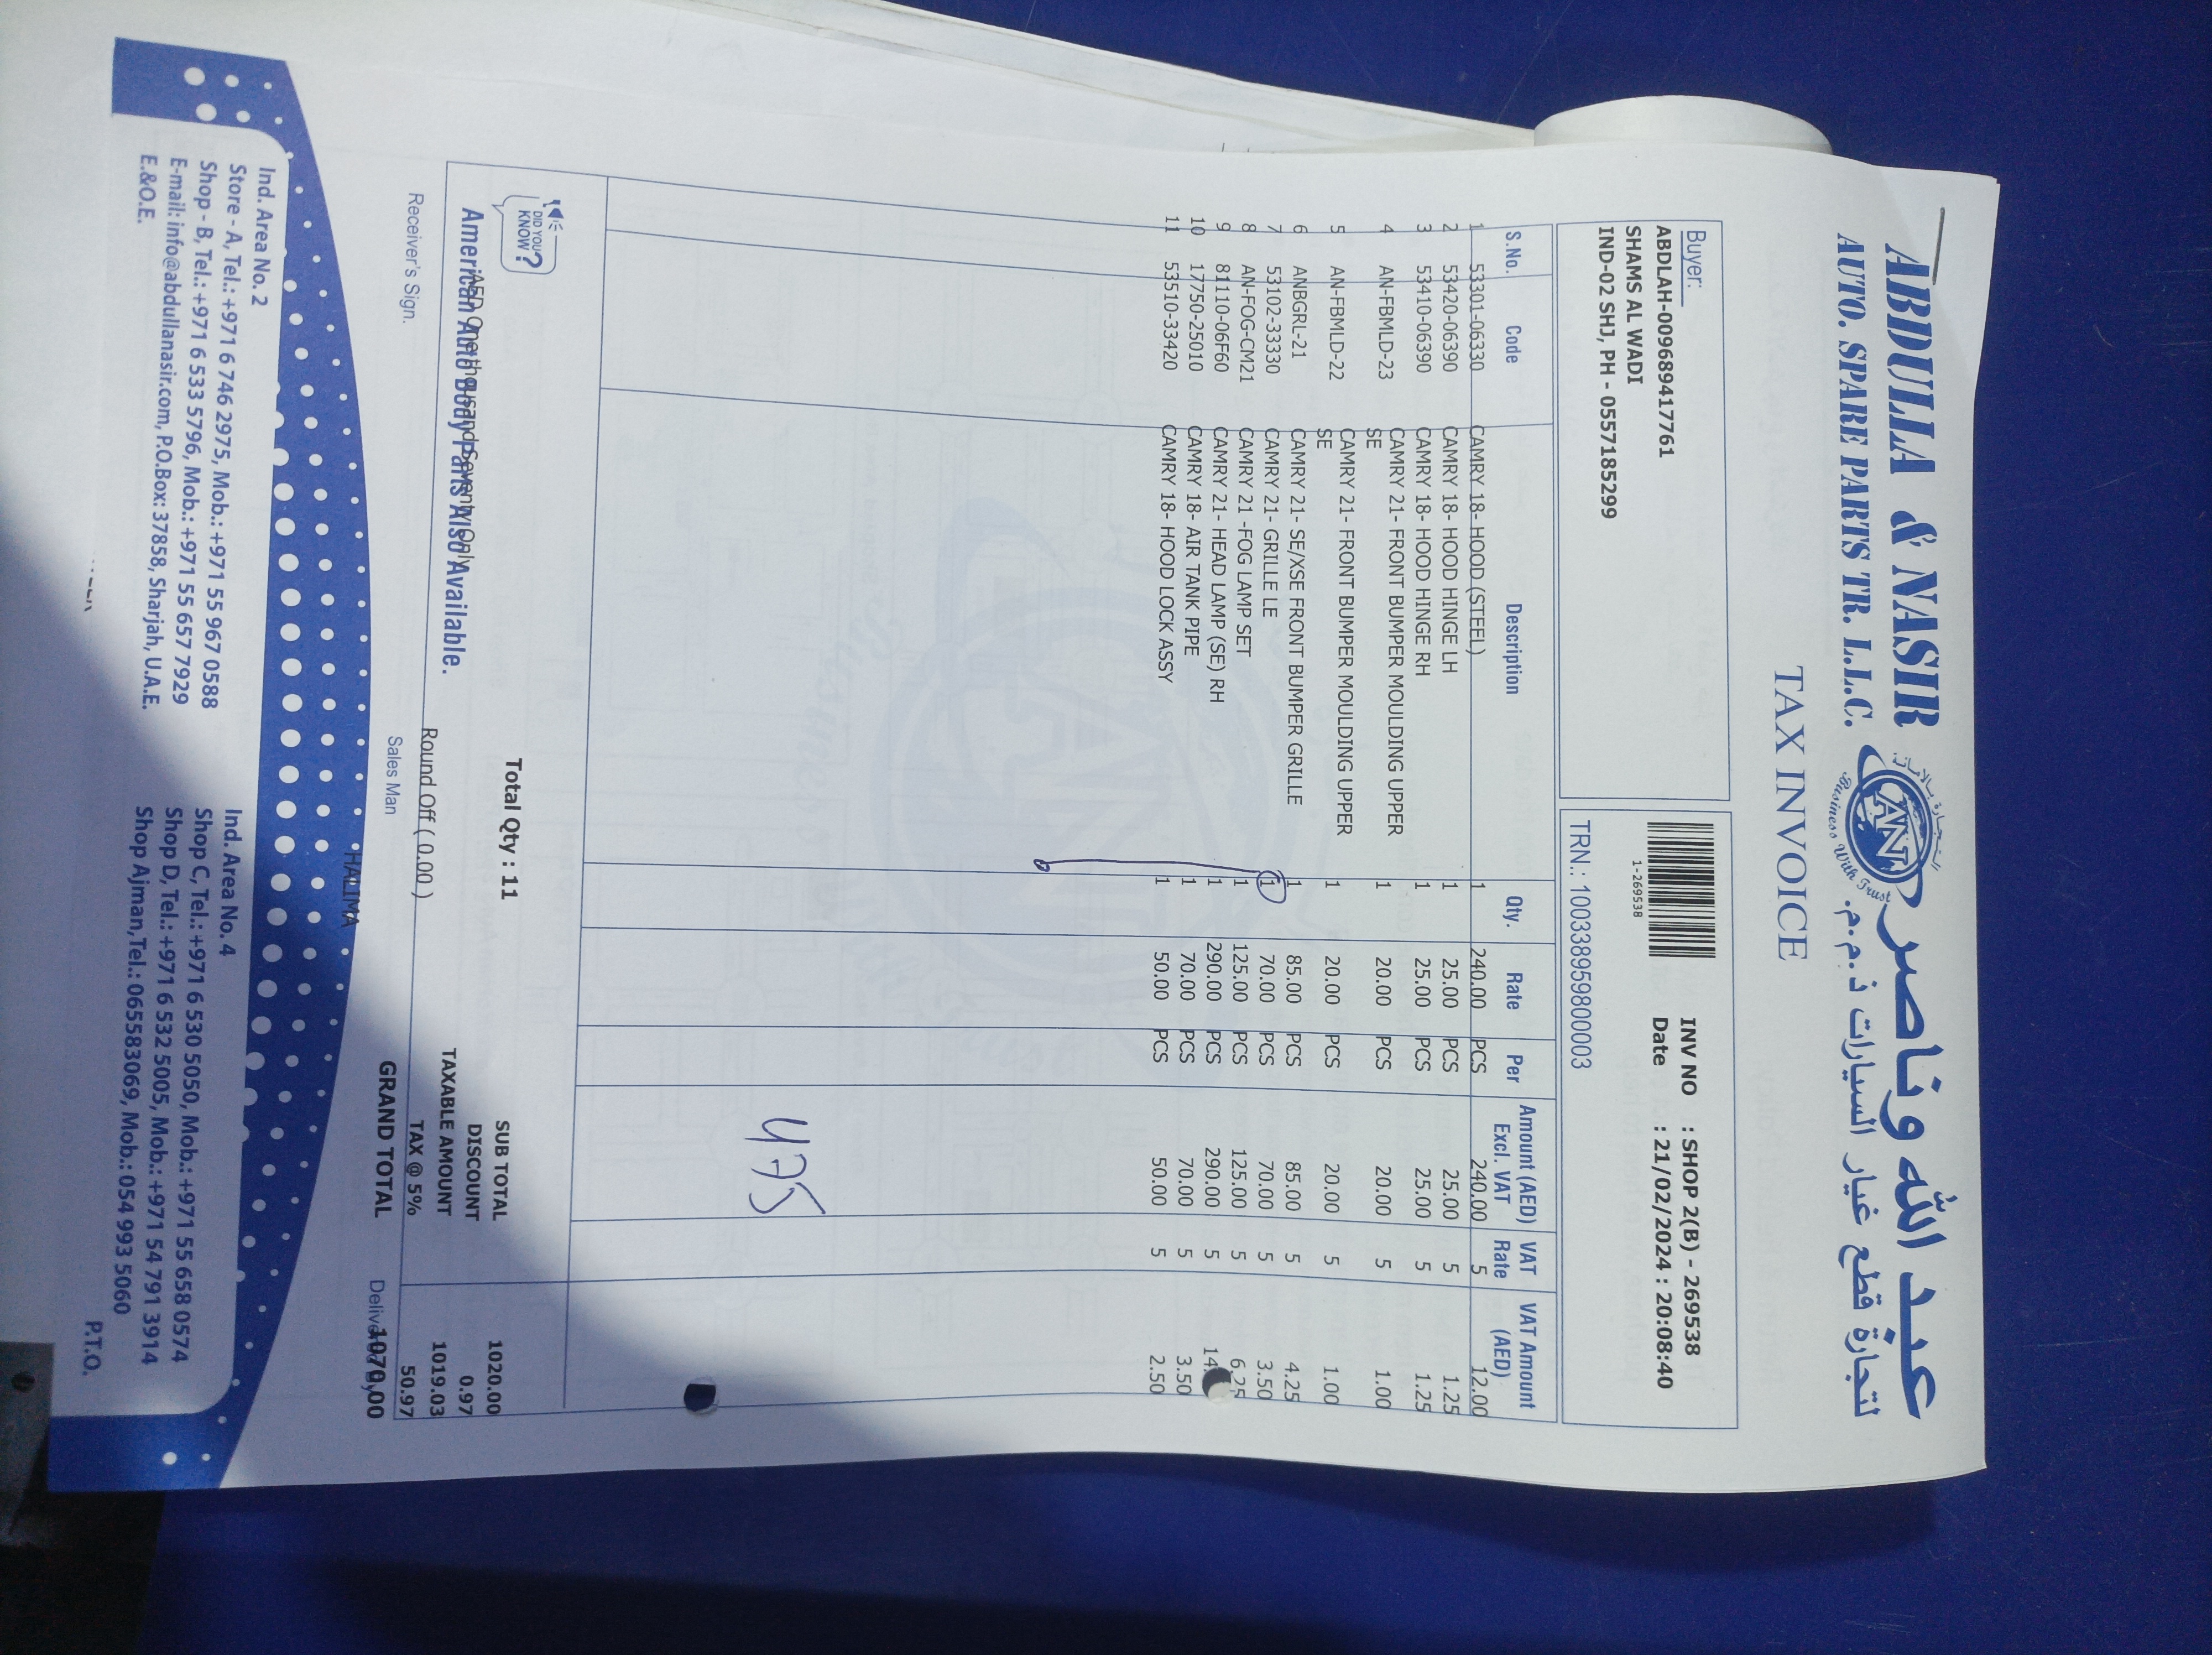 ABDULLA & NASIR
AUTO. SPARE PARTS TR. L.L.C.
التجارة بالأمانة
AN
Business With Trust
عبد الله وناصر
لتجارة قطع غيار السيارات ذ.م.م.
TAX INVOICE
Buyer:
ABDLAH-009689417761
SHAMS AL WADI
IND-02 SHJ, PH - 0557185299
1-269538
INV NO : SHOP 2(B) - 269538
Date : 21/02/2024 : 20:08:40
TRN.: 100338959800003
S.No. Code Description Qty. Rate Per Amount (AED) Excl. VAT VAT Rate VAT Amount (AED)
1 53301-06330 CAMRY 18- HOOD (STEEL) 1 240.00 PCS 240.00 5 12.00
2 53420-06390 CAMRY 18- HOOD HINGE LH 1 25.00 PCS 25.00 5 1.25
3 53410-06390 CAMRY 18- HOOD HINGE RH 1 25.00 PCS 25.00 5 1.25
4 AN-FBMLD-23 CAMRY 21- FRONT BUMPER MOULDING UPPER 1 20.00 PCS 20.00 5 1.00
SE
5 AN-FBMLD-22 CAMRY 21- FRONT BUMPER MOULDING UPPER 1 20.00 PCS 20.00 5 1.00
SE
6 ANBGRL-21 CAMRY 21- SE/XSE FRONT BUMPER GRILLE 1 85.00 PCS 85.00 5 4.25
7 53102-33330 CAMRY 21- GRILLE LE 1 70.00 PCS 70.00 5 3.50
8 AN-FOG-CM21 CAMRY 21 -FOG LAMP SET 1 125.00 PCS 125.00 5 6.25
9 81110-06F60 CAMRY 21- HEAD LAMP (SE) RH 1 290.00 PCS 290.00 5 14.
10 17750-25010 CAMRY 18- AIR TANK PIPE 1 70.00 PCS 70.00 5 3.50
11 53510-33420 CAMRY 18- HOOD LOCK ASSY 1 50.00 PCS 50.00 5 2.50
475
DID YOU KNOW?
Total Qty : 11
SUB TOTAL 1020.00
DISCOUNT 0.97
AED One thousand Seventy Only
American Auto Body Parts Also Available.
TAXABLE AMOUNT 1019.03
Round Off ( 0.00 )
TAX @ 5% 50.97
GRAND TOTAL 1070.00
Receiver's Sign.
Sales Man
Delivered by
HALIMA
Ind. Area No. 2
Store - A, Tel.: +971 6 746 2975, Mob.: +971 55 967 0588
Shop - B, Tel.: +971 6 533 5796, Mob.: +971 55 657 7929
E-mail: info@abdullanasir.com, P.O.Box: 37858, Sharjah, U.A.E.
E.&O.E.
Ind. Area No. 4
Shop C, Tel.: +971 6 530 5050, Mob.: +971 55 658 0574
Shop D, Tel.: +971 6 532 5005, Mob.: +971 54 791 3914
Shop Ajman, Tel.: 065583069, Mob.: 054 993 5060
P.T.O.